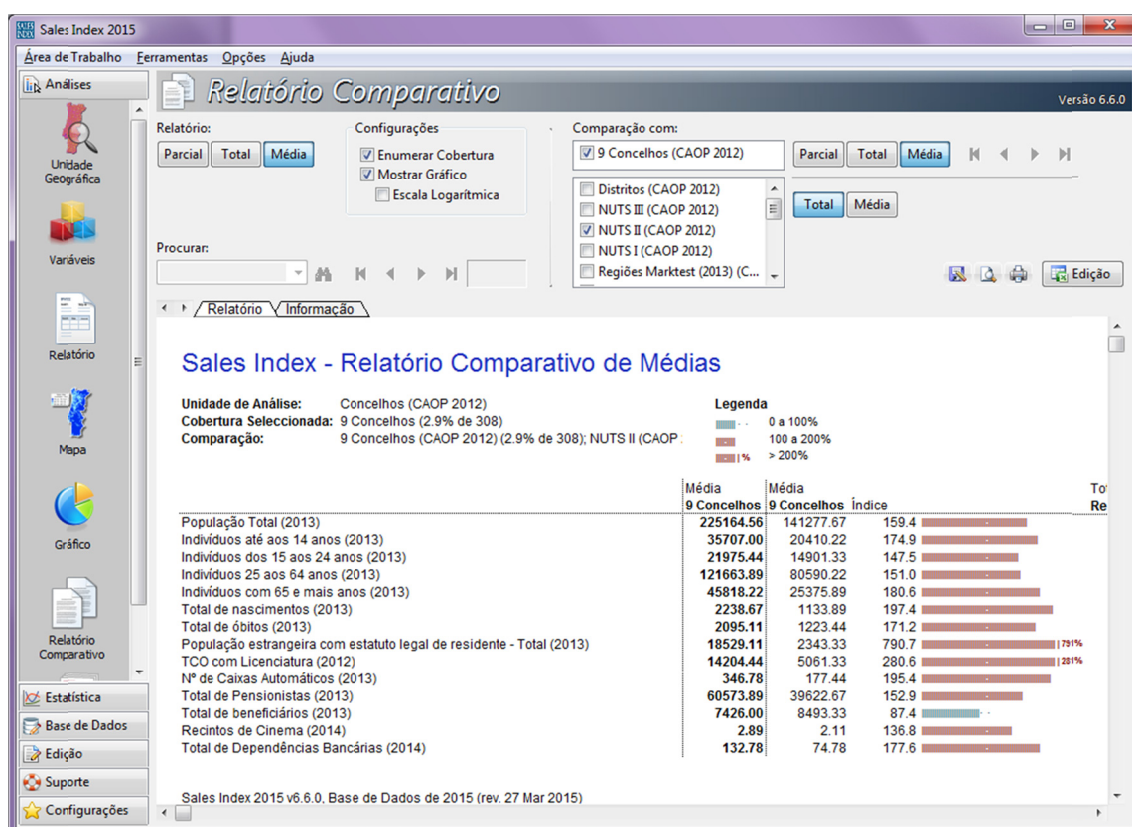 SALES INDEX
Sales Index 2015
Área de Trabalho Ferramentas Opções Ajuda
Análises
Relatório Comparativo
Versão 6.6.0
Unidade
Geográfica
Varáveis
Relatório
Mapa
Gráfico
Relatório
Comparativo
Estatística
Base de Dados
Edição
Suporte
Configurações
Relatório:
Parcial Total Média
Configurações
Enumerar Cobertura
Mostrar Gráfico
Escala Logarítmica
Comparação com:
9 Concelhos (CAOP 2012)
Parcial Total Média
Distritos (CAOP 2012)
NUTS III (CAOP 2012)
NUTS II (CAOP 2012)
NUTS I (CAOP 2012)
Regiões Marktest (2013) (C...
Total Média
Procurar:
Edição
Relatório Informação
Sales Index - Relatório Comparativo de Médias
Unidade de Análise: Concelhos (CAOP 2012)
Cobertura Seleccionada: 9 Concelhos (2.9% de 308)
Comparação: 9 Concelhos (CAOP 2012) (2.9% de 308); NUTS II (CAOP
Legenda
0 a 100%
100 a 200%
% > 200%
Média Média To
9 Concelhos 9 Concelhos Índice Re
População Total (2013) 225164.56 141277.67 159.4
Indivíduos até aos 14 anos (2013) 35707.00 20410.22 174.9
Indivíduos dos 15 aos 24 anos (2013) 21975.44 14901.33 147.5
Indivíduos 25 aos 64 anos (2013) 121663.89 80590.22 151.0
Indivíduos com 65 e mais anos (2013) 45818.22 25375.89 180.6
Total de nascimentos (2013) 2238.67 1133.89 197.4
Total de óbitos (2013) 2095.11 1223.44 171.2
População estrangeira com estatuto legal de residente - Total (2013) 18529.11 2343.33 790.7 791%
TCO com Licenciatura (2012) 14204.44 5061.33 280.6 281%
Nº de Caixas Automáticos (2013) 346.78 177.44 195.4
Total de Pensionistas (2013) 60573.89 39622.67 152.9
Total de beneficiários (2013) 7426.00 8493.33 87.4
Recintos de Cinema (2014) 2.89 2.11 136.8
Total de Dependências Bancárias (2014) 132.78 74.78 177.6
Sales Index 2015 v6.6.0, Base de Dados de 2015 (rev. 27 Mar 2015)